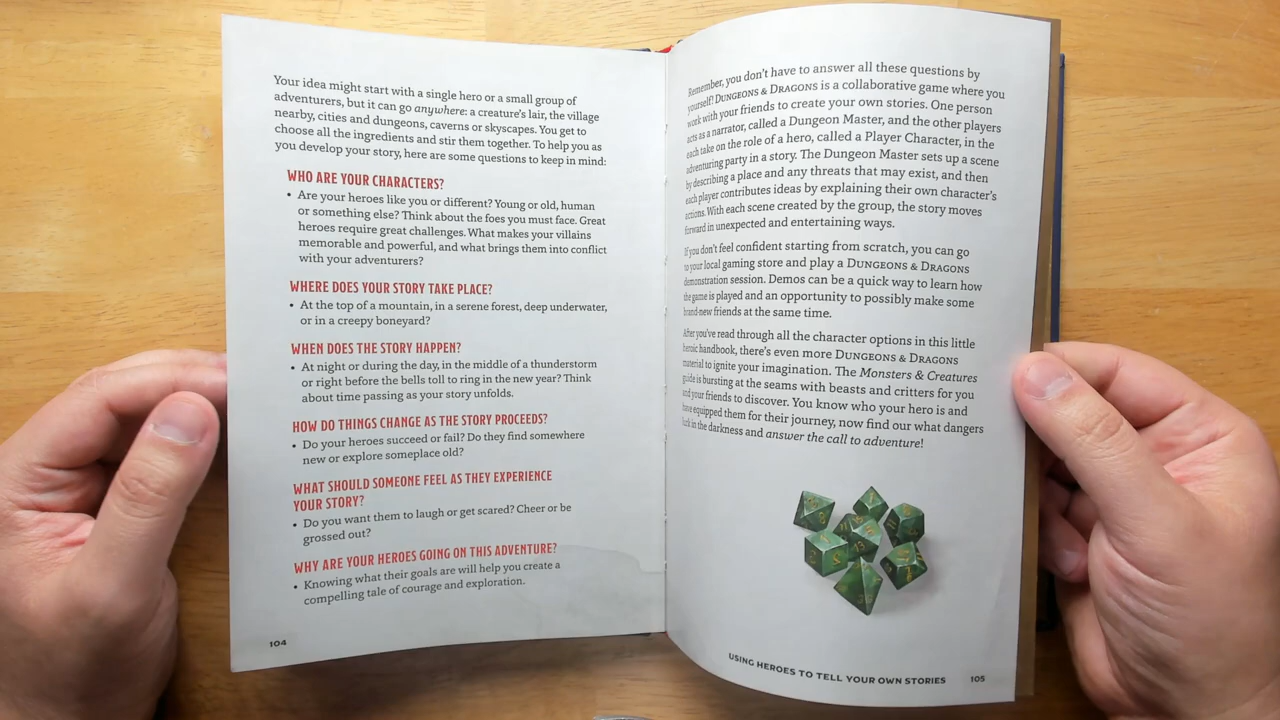 Your idea might start with a single hero or a small group of
adventurers, but it can go anywhere: a creature's lair, the village
nearby, cities and dungeons, caverns or skyscapes. You get to
choose all the ingredients and stir them together. To help you as
you develop your story, here are some questions to keep in mind:
WHO ARE YOUR CHARACTERS?
• Are your heroes like you or different? Young or old, human
or something else? Think about the foes you must face. Great
heroes require great challenges. What makes your villains
memorable and powerful, and what brings them into conflict
with your adventurers?
WHERE DOES YOUR STORY TAKE PLACE?
• At the top of a mountain, in a serene forest, deep underwater,
or in a creepy boneyard?
WHEN DOES THE STORY HAPPEN?
• At night or during the day, in the middle of a thunderstorm
or right before the bells toll to ring in the new year? Think
about time passing as your story unfolds.
HOW DO THINGS CHANGE AS THE STORY PROCEEDS?
• Do your heroes succeed or fail? Do they find somewhere
new or explore someplace old?
WHAT SHOULD SOMEONE FEEL AS THEY EXPERIENCE
YOUR STORY?
• Do you want them to laugh or get scared? Cheer or be
grossed out?
WHY ARE YOUR HEROES GOING ON THIS ADVENTURE?
• Knowing what their goals are will help you create a
compelling tale of courage and exploration.
104
Remember, you don't have to answer all these questions by
yourself! DUNGEONS & DRAGONS is a collaborative game where you
work with your friends to create your own stories. One person
acts as a narrator, called a Dungeon Master, and the other players
each take on the role of a hero, called a Player Character, in the
adventuring party in a story. The Dungeon Master sets up a scene
by describing a place and any threats that may exist, and then
each player contributes ideas by explaining their own character's
actions. With each scene created by the group, the story moves
forward in unexpected and entertaining ways.
If you don't feel confident starting from scratch, you can go
to your local gaming store and play a DUNGEONS & DRAGONS
demonstration session. Demos can be a quick way to learn how
the game is played and an opportunity to possibly make some
brand-new friends at the same time.
After you've read through all the character options in this little
heroic handbook, there's even more DUNGEONS & DRAGONS
material to ignite your imagination. The Monsters & Creatures
guide is bursting at the seams with beasts and critters for you
and your friends to discover. You know who your hero is and
have equipped them for their journey, now find out what dangers
lurk in the darkness and answer the call to adventure!
USING HEROES TO TELL YOUR OWN STORIES 105